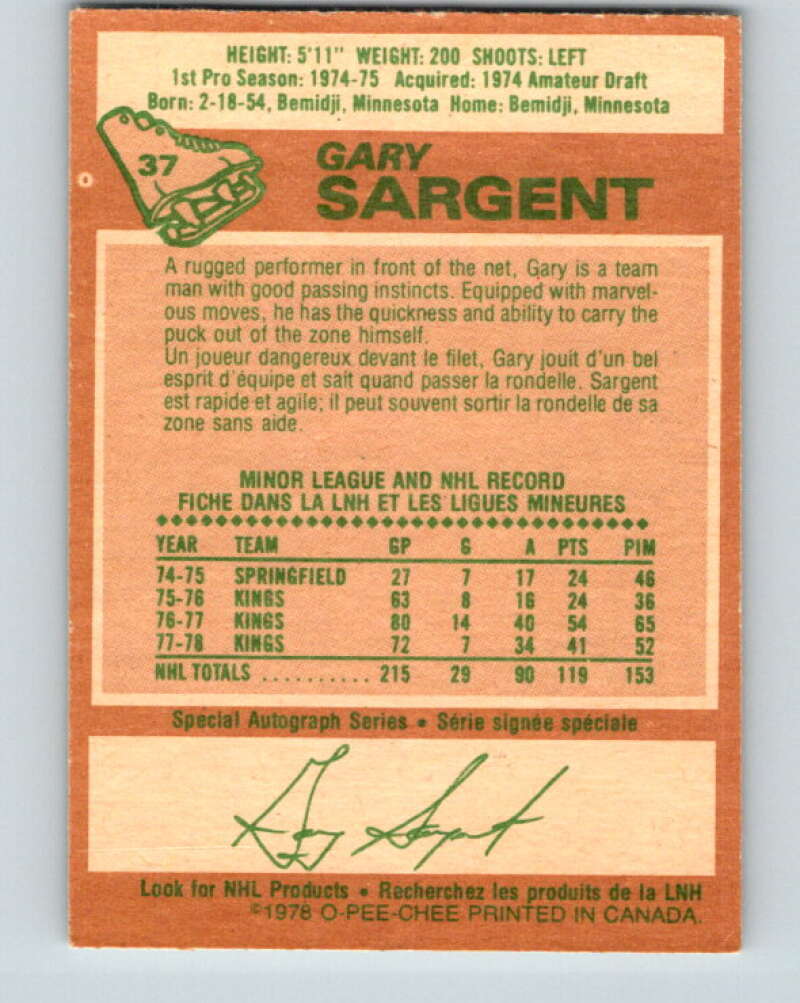 HEIGHT: 5'11" WEIGHT: 200 SHOOTS: LEFT
1st Pro Season: 1974-75 Acquired: 1974 Amateur Draft
Born: 2-18-54, Bemidji, Minnesota Home: Bemidji, Minnesota
37
GARY
SARGENT
A rugged performer in front of the net, Gary is a team
man with good passing instincts. Equipped with marvel-
ous moves, he has the quickness and ability to carry the
puck out of the zone himself.
Un joueur dangereux devant le filet, Gary jouit d'un bel
esprit d'équipe et sait quand passer la rondelle. Sargent
est rapide et agile; il peut souvent sortir la rondelle de sa
zone sans aide.
MINOR LEAGUE AND NHL RECORD
FICHE DANS LA LNH ET LES LIGUES MINEURES
YEAR TEAM GP G A PTS PIM
74-75 SPRINGFIELD 27 7 17 24 46
75-76 KINGS 63 8 16 24 36
76-77 KINGS 80 14 40 54 65
77-78 KINGS 72 7 34 41 52
NHL TOTALS .......... 215 29 90 119 153
Special Autograph Series • Série signée spéciale
Gary Sargent
Look for NHL Products • Recherchez les produits de la LNH
©1978 O-PEE-CHEE PRINTED IN CANADA.